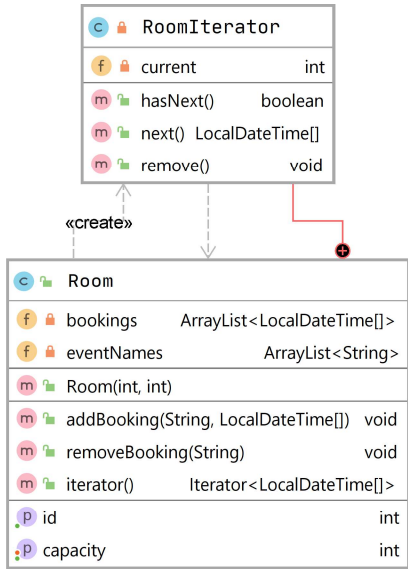 RoomIterator
current int
hasNext() boolean
next() LocalDateTime[]
remove() void
«create»
Room
bookings ArrayList<LocalDateTime[]>
eventNames ArrayList<String>
Room(int, int)
addBooking(String, LocalDateTime[]) void
removeBooking(String) void
iterator() Iterator<LocalDateTime[]>
id int
capacity int